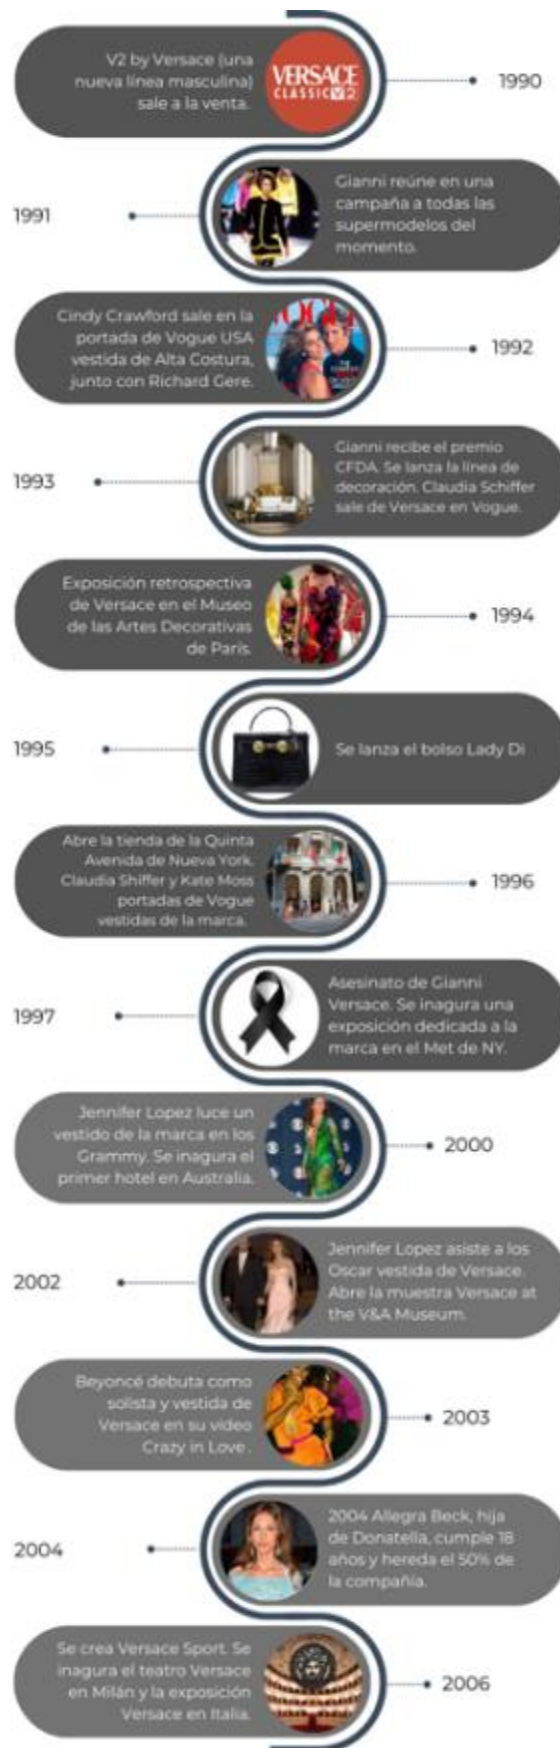 V2 by Versace (una
nueva línea masculina)
sale a la venta.
VERSACE
CLASSIC V2
1990
1991
Gianni reúne en una
campaña a todas las
supermodelos del
momento.
Cindy Crawford sale en la
portada de Vogue USA
vestida de Alta Costura,
junto con Richard Gere.
1992
1993
Gianni recibe el premio
CFDA. Se lanza la línea de
decoración. Claudia Schiffer
sale de Versace en Vogue.
Exposición retrospectiva
de Versace en el Museo
de las Artes Decorativas
de París.
1994
1995
Se lanza el bolso Lady Di
Abre la tienda de la Quinta
Avenida de Nueva York.
Claudia Shiffer y Kate Moss
portadas de Vogue
vestidas de la marca.
1996
1997
Asesinato de Gianni
Versace. Se inagura una
exposición dedicada a la
marca en el Met de NY.
Jennifer Lopez luce un
vestido de la marca en los
Grammy. Se inagura el
primer hotel en Australia.
2000
2002
Jennifer Lopez asiste a los
Oscar vestida de Versace.
Abre la muestra Versace at
the V&A Museum.
Beyoncé debuta como
solista y vestida de
Versace en su video
Crazy in Love .
2003
2004
2004 Allegra Beck, hija
de Donatella, cumple 18
años y hereda el 50% de
la compañía.
Se crea Versace Sport. Se
inagura el teatro Versace
en Milán y la exposición
Versace en Italia.
2006